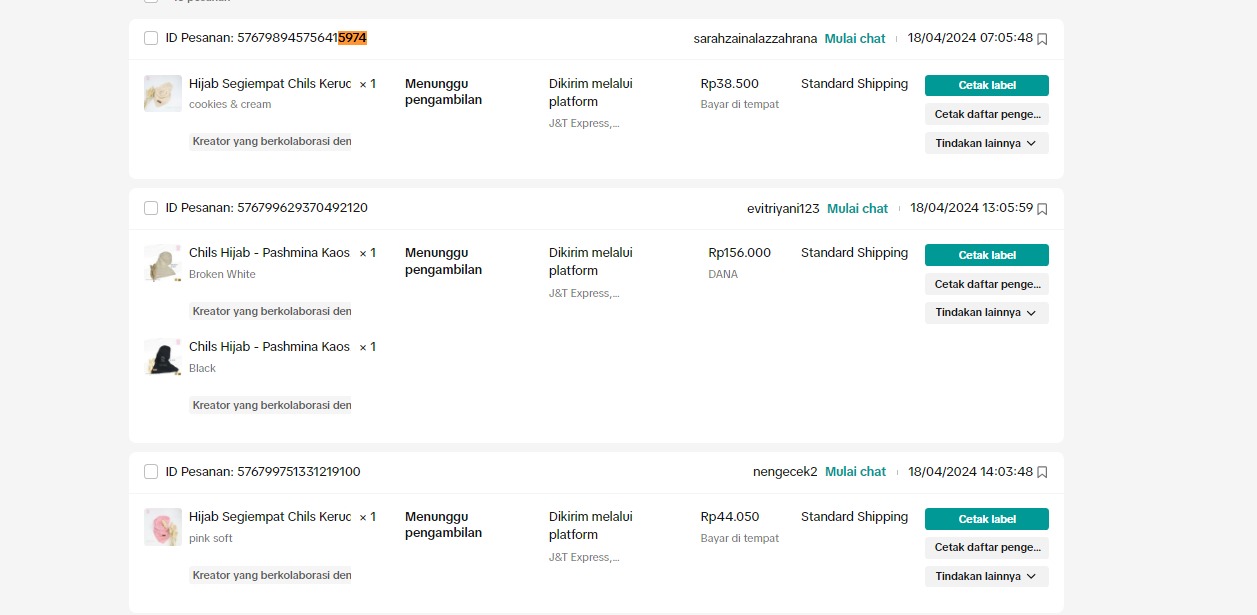 ID Pesanan: 576798945756415974
sarahzainalazzahrana Mulai chat 18/04/2024 07:05:48
Hijab Segiempat Chils Keruc × 1
cookies & cream
Kreator yang berkolaborasi den
Menunggu
pengambilan
Dikirim melalui
platform
J&T Express,...
Rp38.500
Bayar di tempat
Standard Shipping
Cetak label
Cetak daftar penge...
Tindakan lainnya
ID Pesanan: 576799629370492120
evitriyani123 Mulai chat 18/04/2024 13:05:59
Chils Hijab - Pashmina Kaos × 1
Broken White
Kreator yang berkolaborasi den
Menunggu
pengambilan
Dikirim melalui
platform
J&T Express,...
Rp156.000
DANA
Standard Shipping
Cetak label
Cetak daftar penge...
Tindakan lainnya
Chils Hijab - Pashmina Kaos × 1
Black
Kreator yang berkolaborasi den
ID Pesanan: 576799751331219100
nengecek2 Mulai chat 18/04/2024 14:03:48
Hijab Segiempat Chils Keruc × 1
pink soft
Kreator yang berkolaborasi den
Menunggu
pengambilan
Dikirim melalui
platform
J&T Express,...
Rp44.050
Bayar di tempat
Standard Shipping
Cetak label
Cetak daftar penge...
Tindakan lainnya